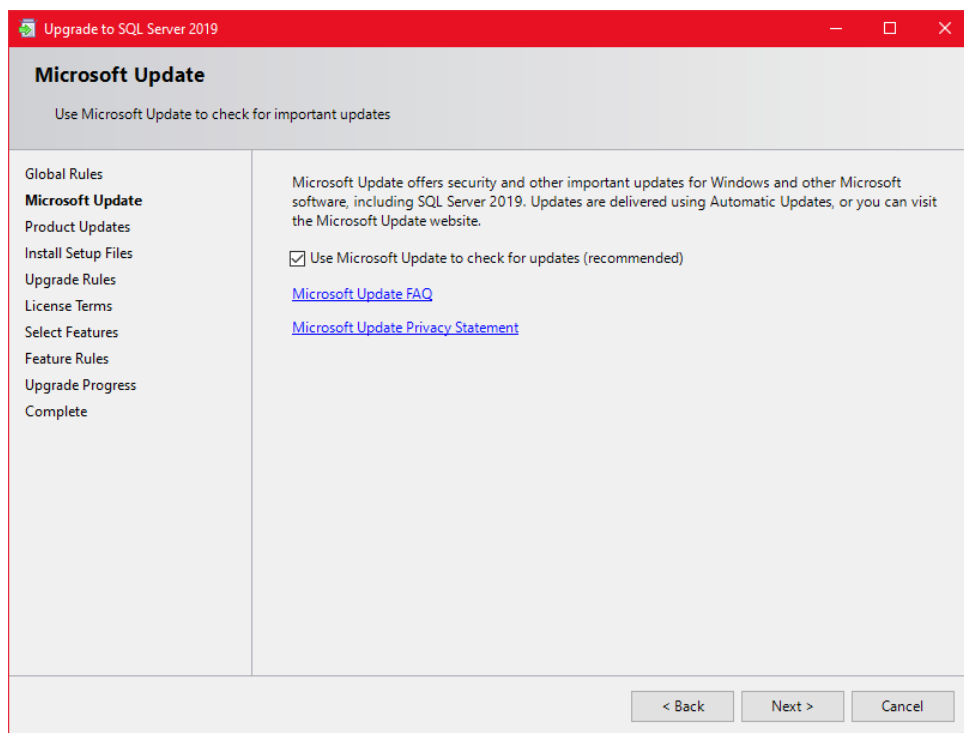 Upgrade to SQL Server 2019
Microsoft Update
Use Microsoft Update to check for important updates
Global Rules
Microsoft Update
Product Updates
Install Setup Files
Upgrade Rules
License Terms
Select Features
Feature Rules
Upgrade Progress
Complete
Microsoft Update offers security and other important updates for Windows and other Microsoft
software, including SQL Server 2019. Updates are delivered using Automatic Updates, or you can visit
the Microsoft Update website.
Use Microsoft Update to check for updates (recommended)
Microsoft Update FAQ
Microsoft Update Privacy Statement
< Back Next > Cancel